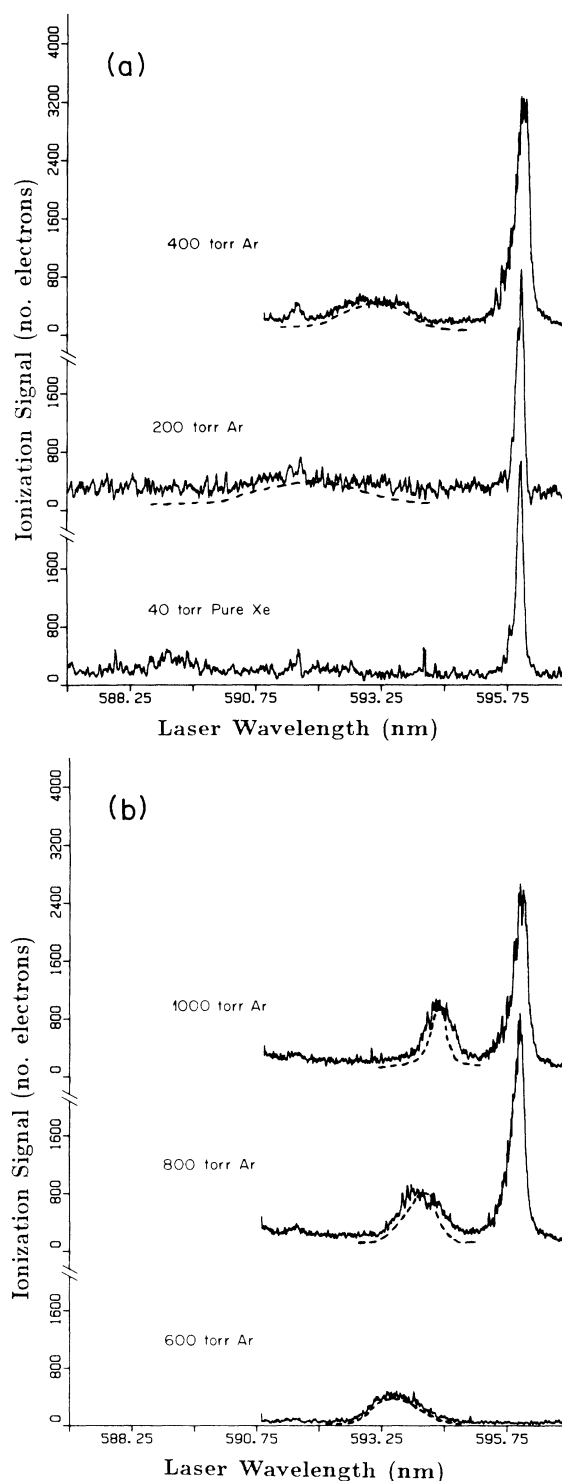 (a)
4000
3200
2400
1600
800
0
400 torr Ar
1600
800
0
200 torr Ar
1600
800
0
40 torr Pure Xe
Ionization Signal (no. electrons)
588.25 590.75 593.25 595.75
Laser Wavelength (nm)
(b)
4000
3200
2400
1600
800
0
1000 torr Ar
1600
800
0
800 torr Ar
1600
800
0
600 torr Ar
Ionization Signal (no. electrons)
588.25 590.75 593.25 595.75
Laser Wavelength (nm)